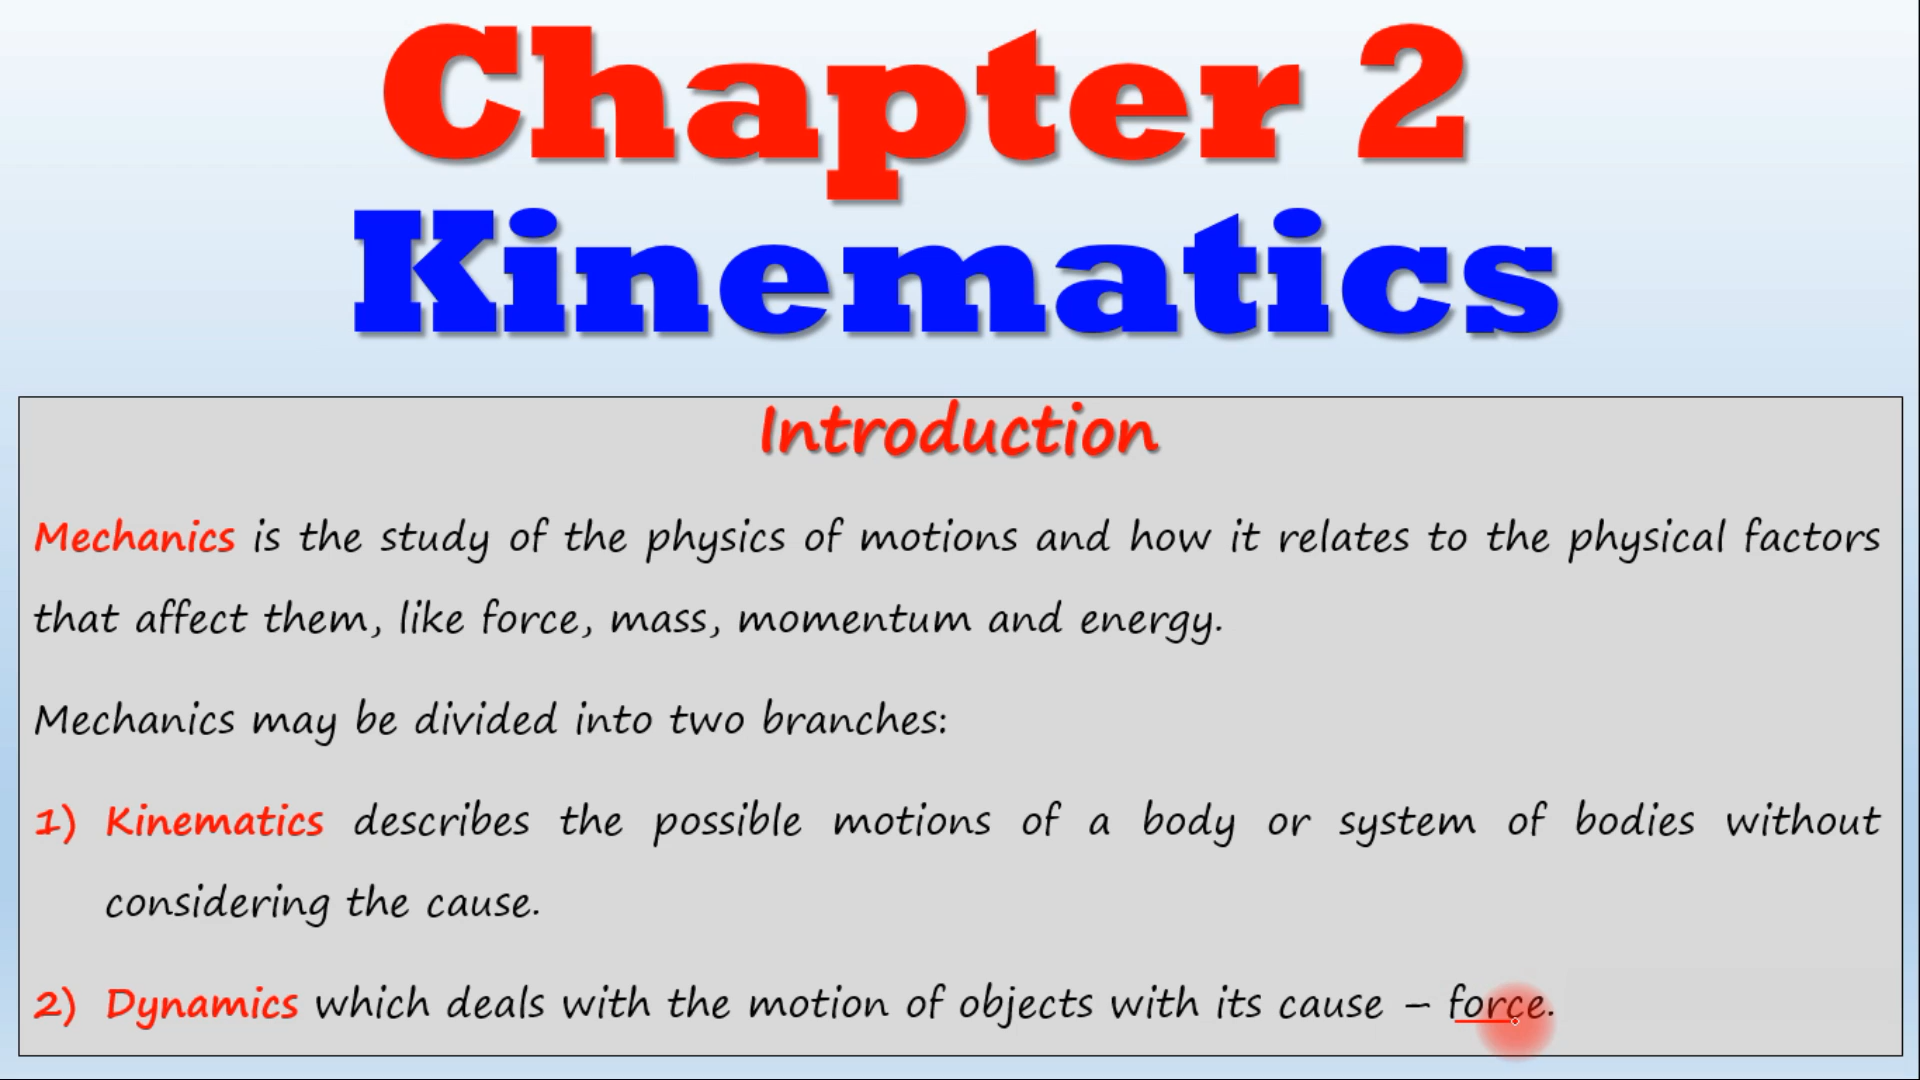 Chapter 2
Kinematics
Introduction
Mechanics is the study of the physics of motions and how it relates to the physical factors
that affect them, like force, mass, momentum and energy.
Mechanics may be divided into two branches:
1) Kinematics describes the possible motions of a body or system of bodies without
considering the cause.
2) Dynamics which deals with the motion of objects with its cause – force.